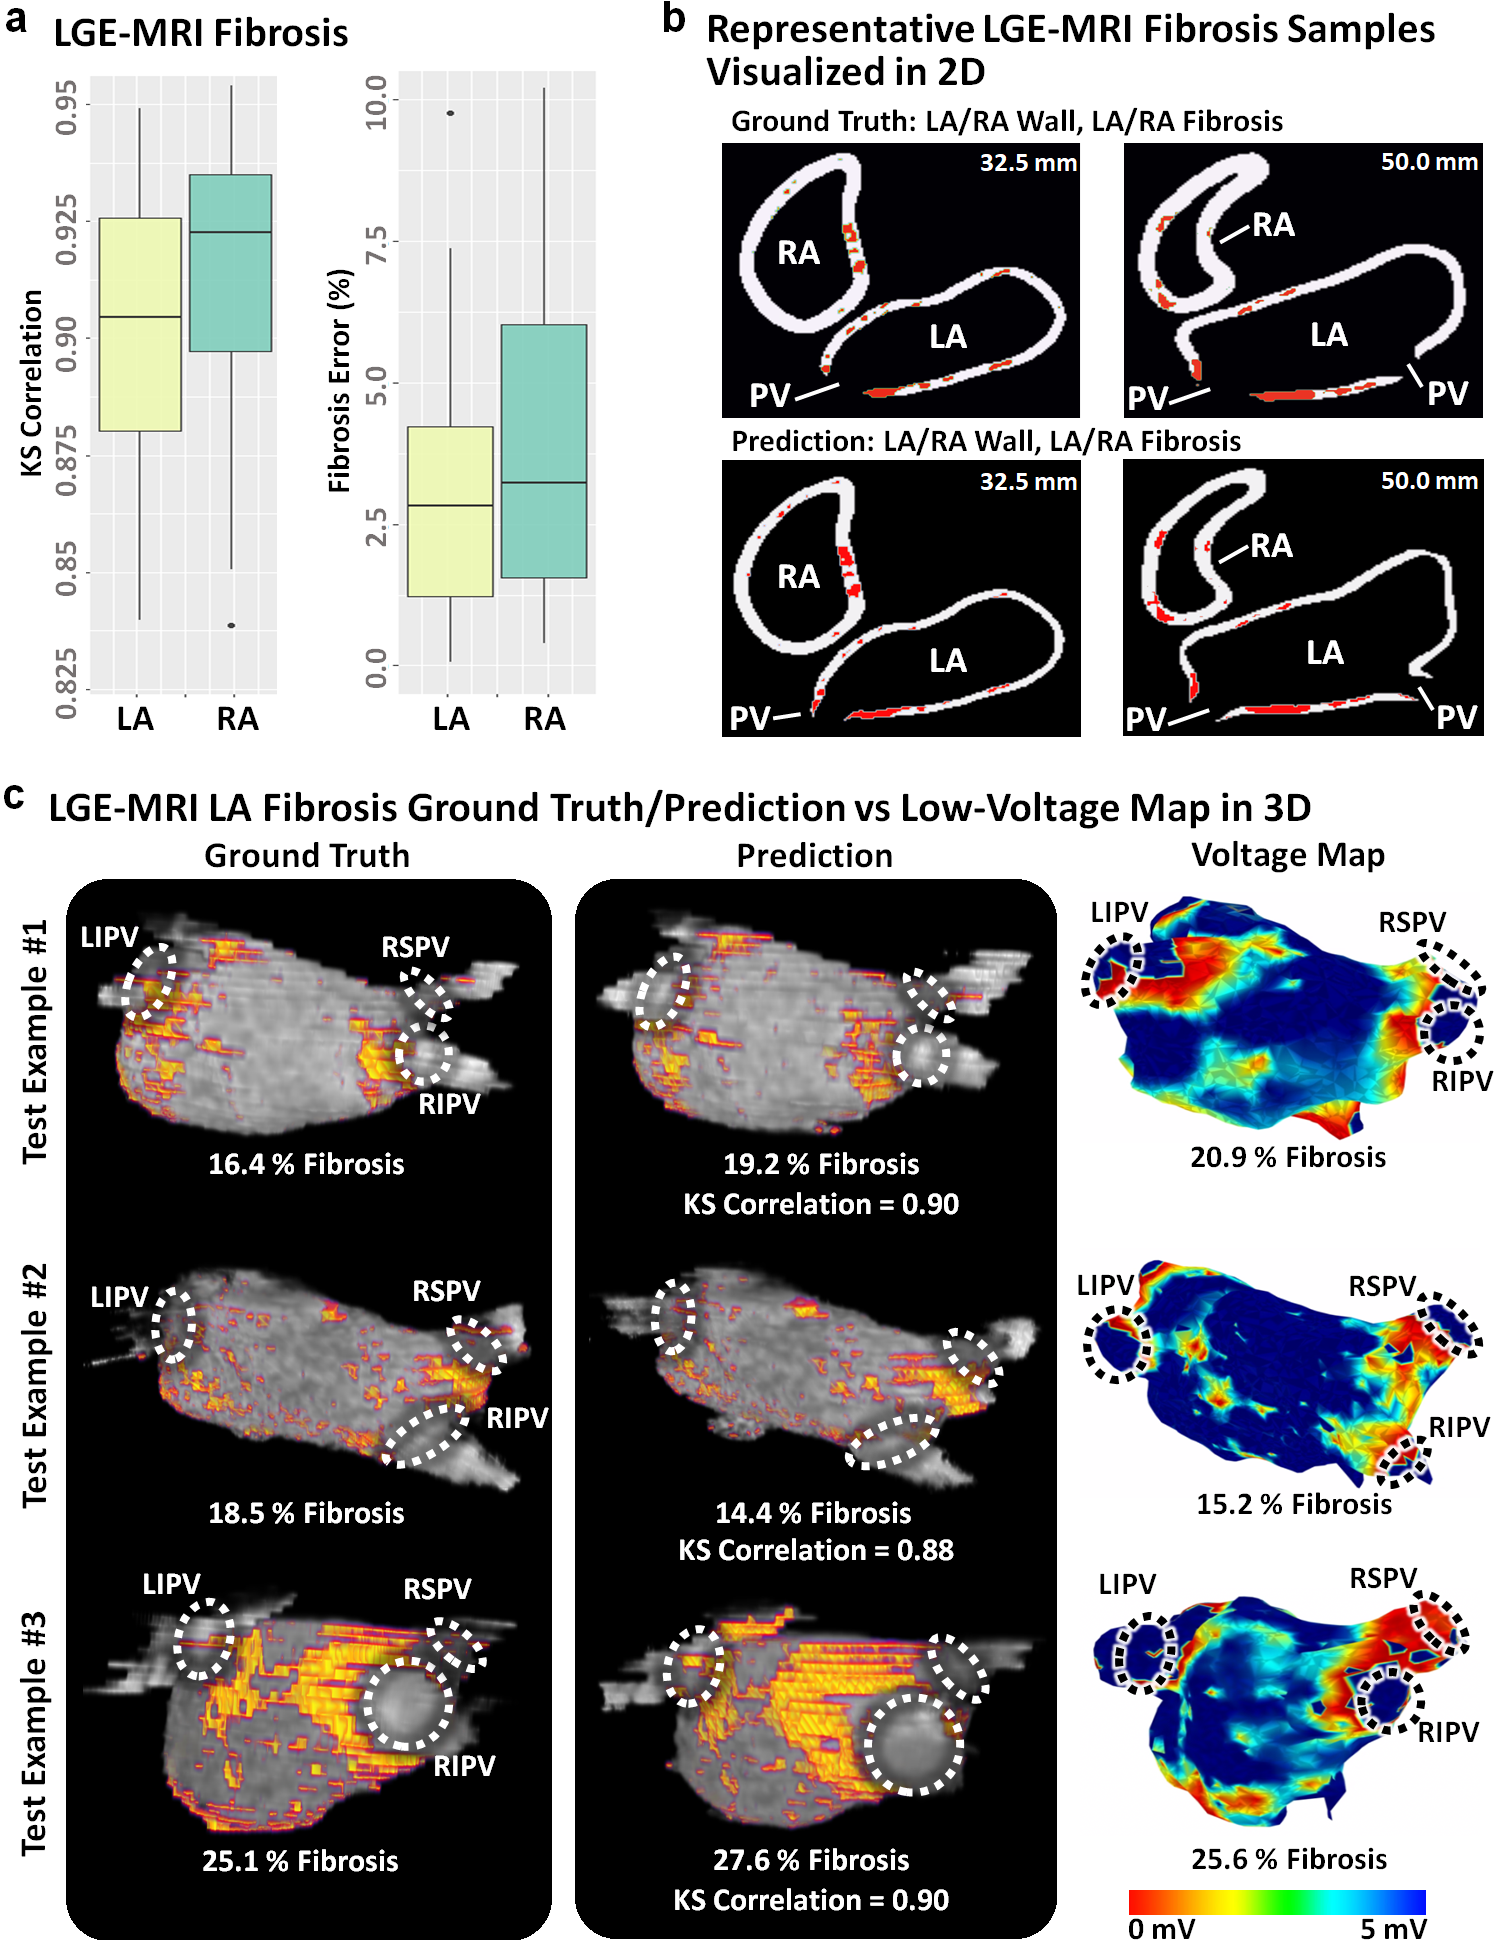 a
LGE-MRI Fibrosis
KS Correlation
0.95
0.925
0.90
0.875
0.85
0.825
LA
RA
Fibrosis Error (%)
10.0
7.5
5.0
2.5
0.0
LA
RA
b
Representative LGE-MRI Fibrosis Samples
Visualized in 2D
Ground Truth: LA/RA Wall, LA/RA Fibrosis
32.5 mm
RA
LA
PV
50.0 mm
RA
LA
PV
PV
Prediction: LA/RA Wall, LA/RA Fibrosis
32.5 mm
RA
LA
PV
50.0 mm
RA
LA
PV
PV
c
LGE-MRI LA Fibrosis Ground Truth/Prediction vs Low-Voltage Map in 3D
Ground Truth
Prediction
Voltage Map
Test Example #1
LIPV
RSPV
RIPV
16.4 % Fibrosis
19.2 % Fibrosis
KS Correlation = 0.90
LIPV
RSPV
RIPV
20.9 % Fibrosis
Test Example #2
LIPV
RSPV
RIPV
18.5 % Fibrosis
14.4 % Fibrosis
KS Correlation = 0.88
LIPV
RSPV
RIPV
15.2 % Fibrosis
Test Example #3
LIPV
RSPV
RIPV
25.1 % Fibrosis
27.6 % Fibrosis
KS Correlation = 0.90
LIPV
RSPV
RIPV
25.6 % Fibrosis
0 mV
5 mV